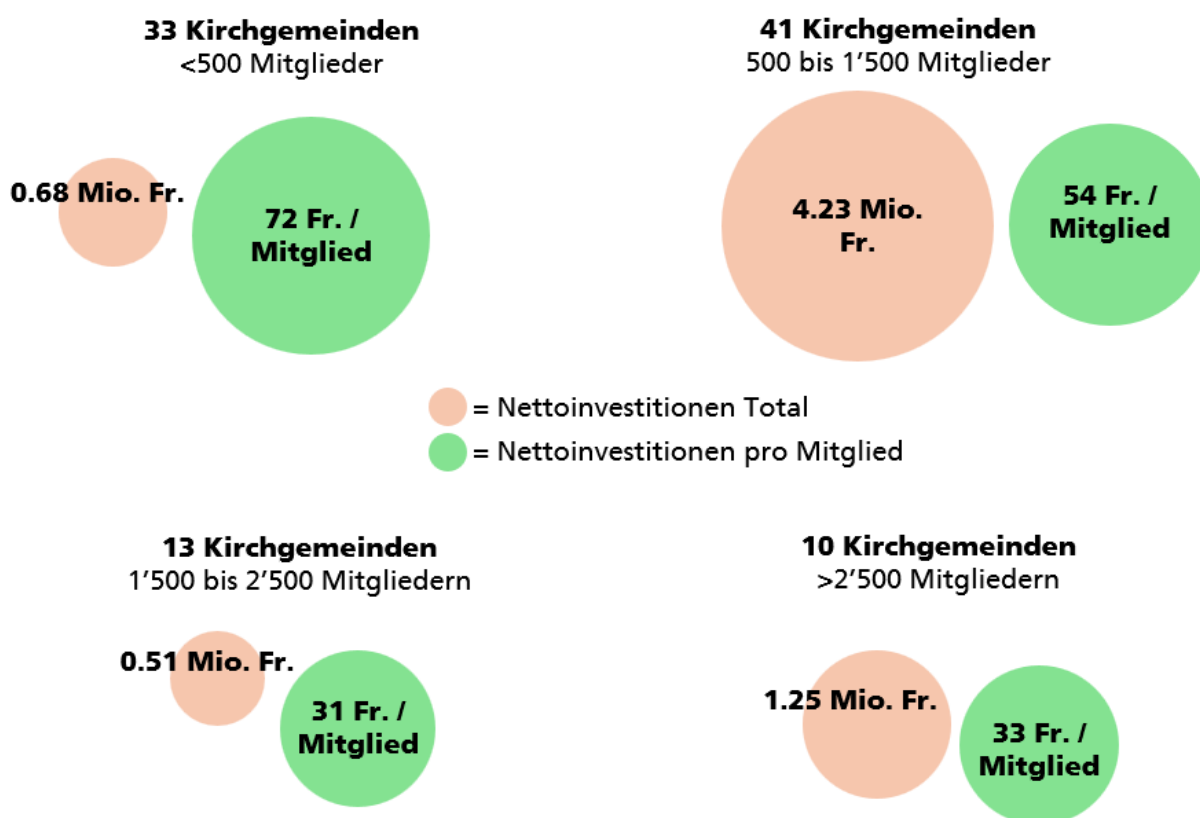 33 Kirchgemeinden
<500 Mitglieder
0.68 Mio. Fr.
72 Fr. /
Mitglied
41 Kirchgemeinden
500 bis 1’500 Mitglieder
4.23 Mio.
Fr.
54 Fr. /
Mitglied
= Nettoinvestitionen Total
= Nettoinvestitionen pro Mitglied
13 Kirchgemeinden
1’500 bis 2’500 Mitgliedern
0.51 Mio. Fr.
31 Fr. /
Mitglied
10 Kirchgemeinden
>2’500 Mitgliedern
1.25 Mio. Fr.
33 Fr. /
Mitglied